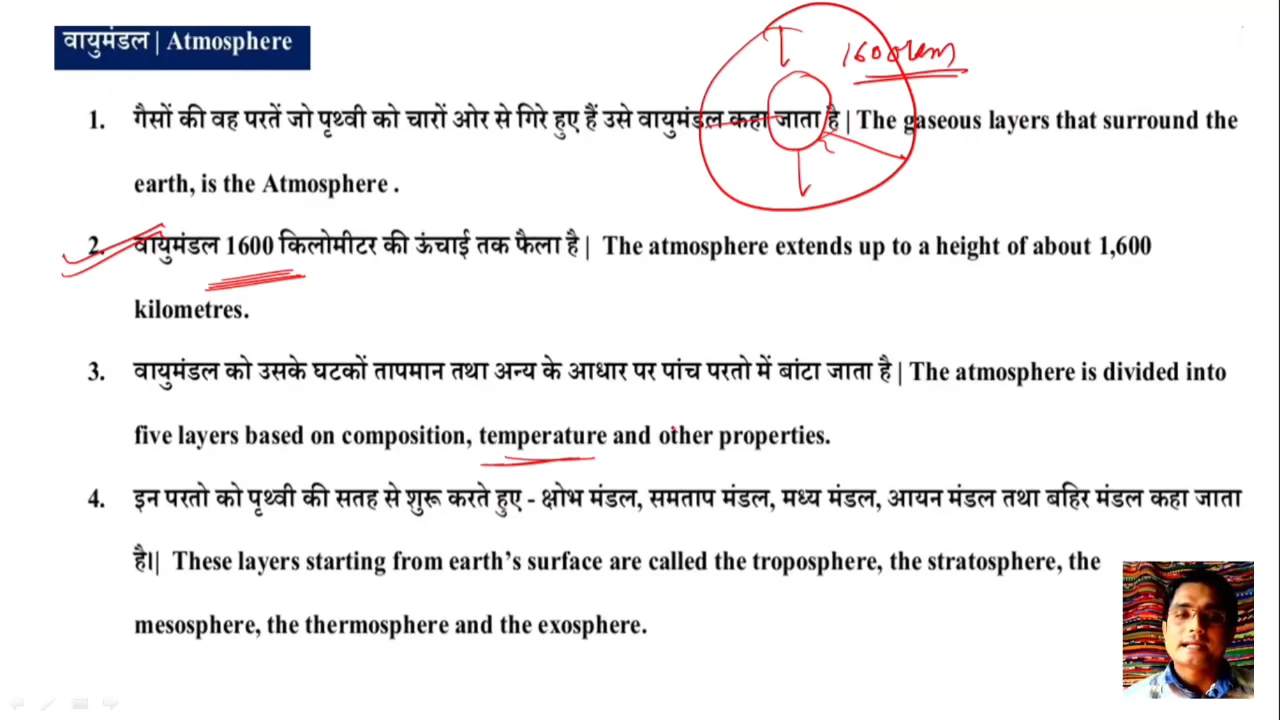 वायुमंडल | Atmosphere
1600 km
1. गैसों की वह परतें जो पृथ्वी को चारों ओर से गिरे हुए हैं उसे वायुमंडल कहा जाता है | The gaseous layers that surround the
earth, is the Atmosphere .
2. वायुमंडल 1600 किलोमीटर की ऊंचाई तक फैला है | The atmosphere extends up to a height of about 1,600
kilometres.
3. वायुमंडल को उसके घटकों तापमान तथा अन्य के आधार पर पांच परतो में बांटा जाता है | The atmosphere is divided into
five layers based on composition, temperature and other properties.
4. इन परतो को पृथ्वी की सतह से शुरू करते हुए - क्षोभ मंडल, समताप मंडल, मध्य मंडल, आयन मंडल तथा बहिर मंडल कहा जाता
है।| These layers starting from earth's surface are called the troposphere, the stratosphere, the
mesosphere, the thermosphere and the exosphere.